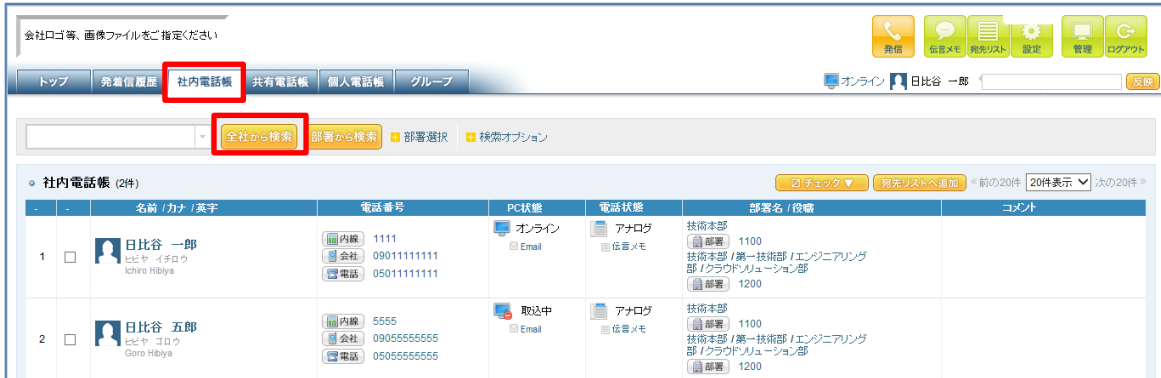 会社ロゴ等、画像ファイルをご指定ください
発信 伝言メモ 宛先リスト 設定 管理 ログアウト
トップ 発着信履歴 社内電話帳 共有電話帳 個人電話帳 グループ
オンライン 日比谷 一郎 反映
全社から検索 部署から検索 部署選択 検索オプション
社内電話帳 (2件) チェック▼ 宛先リストへ追加 «前の20件 20件表示 次の20件»
- - 名前 / カナ / 英字 電話番号 PC状態 電話状態 部署名 / 役職 コメント
1 日比谷 一郎
ヒビヤ イチロウ
Ichiro Hibiya
内線 1111
会社 09011111111
電話 05011111111
オンライン
Email
アナログ
伝言メモ
技術本部
部署 1100
技術本部 / 第一技術部 / エンジニアリング
部 / クラウドソリューション部
部署 1200
2 日比谷 五郎
ヒビヤ ゴロウ
Goro Hibiya
内線 5555
会社 09055555555
電話 05055555555
取込中
Email
アナログ
伝言メモ
技術本部
部署 1100
技術本部 / 第一技術部 / エンジニアリング
部 / クラウドソリューション部
部署 1200